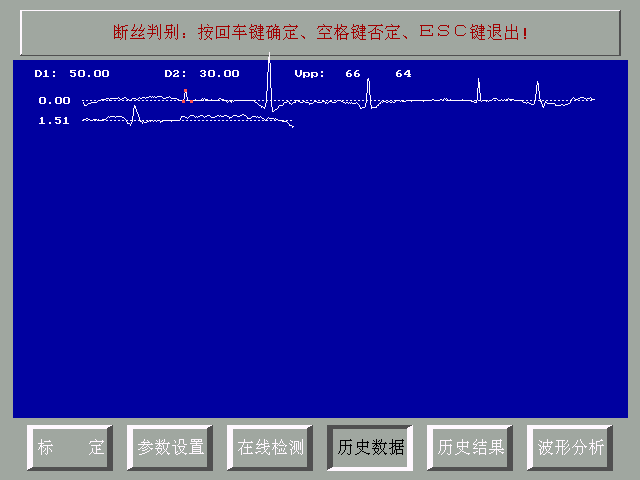 断丝判别：按回车键确定、空格键否定、ＥＳＣ键退出！
D1: 50.00 D2: 30.00 Vpp: 66 64
0.00
1.51
标 定 参数设置 在线检测 历史数据 历史结果 波形分析